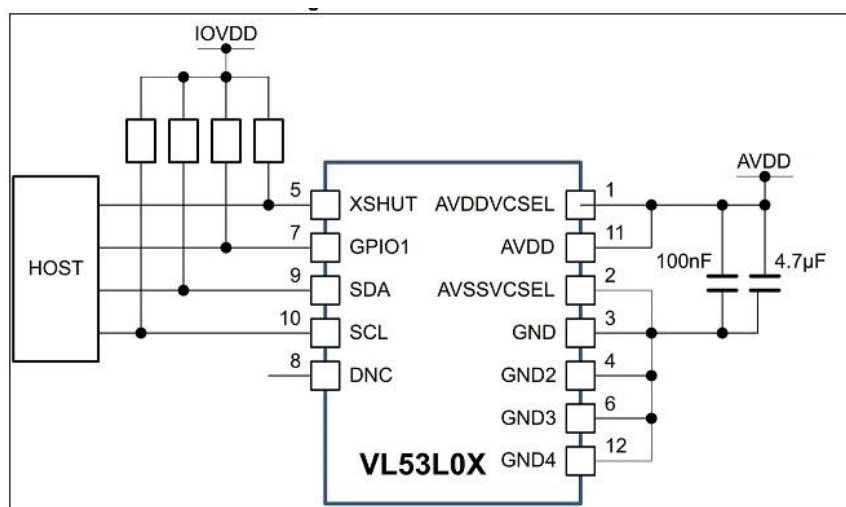 IOVDD
AVDD
HOST
5 XSHUT AVDDVCSEL 1
7 GPIO1 AVDD 11
100nF 4.7µF
9 SDA AVSSVCSEL 2
10 SCL GND 3
8 DNC GND2 4
GND3 6
GND4 12
VL53L0X